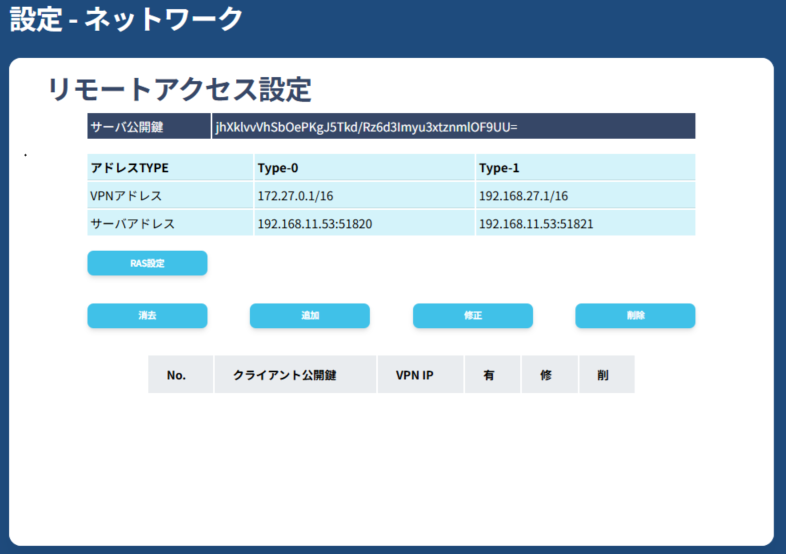 設定 - ネットワーク
リモートアクセス設定
サーバ公開鍵 jhXklvvVhSbOePKgJ5Tkd/Rz6d3Imyu3xtznmlOF9UU=
アドレスTYPE Type-0 Type-1
VPNアドレス 172.27.0.1/16 192.168.27.1/16
サーバアドレス 192.168.11.53:51820 192.168.11.53:51821
RAS設定
消去 追加 修正 削除
No. クライアント公開鍵 VPN IP 有 修 削